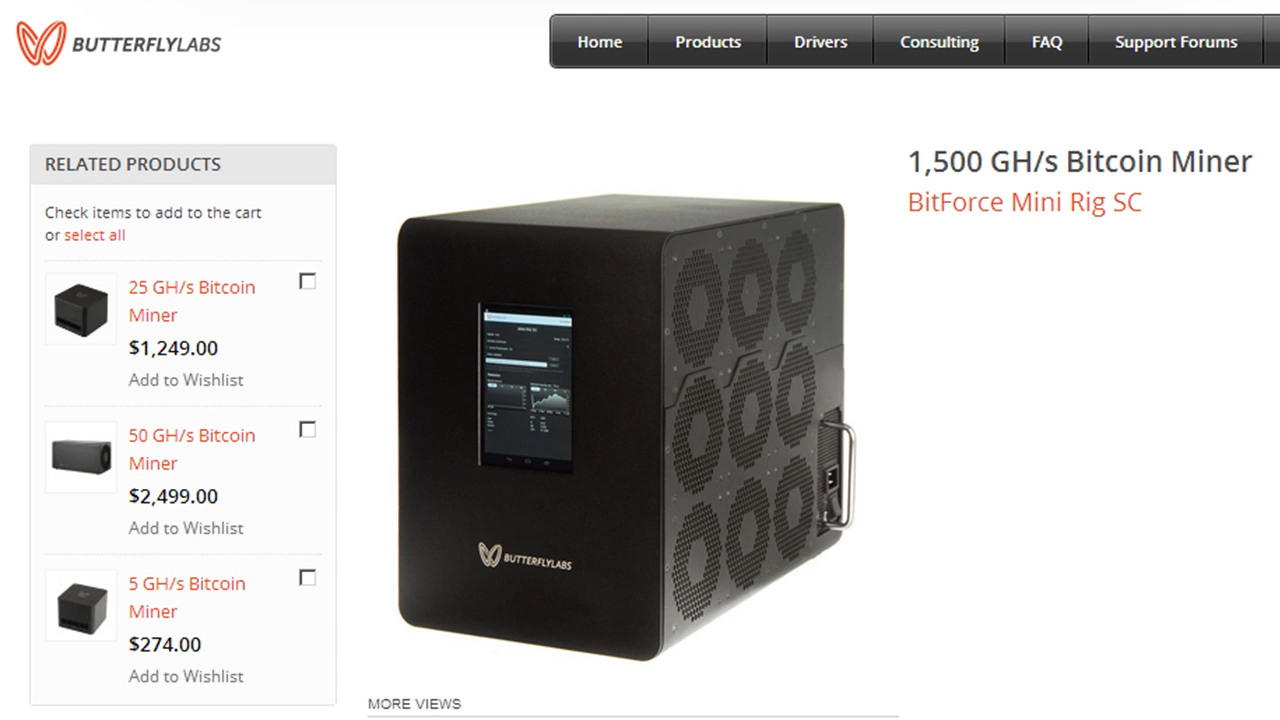 BUTTERFLYLABS
Home Products Drivers Consulting FAQ Support Forums
RELATED PRODUCTS
Check items to add to the cart
or select all
25 GH/s Bitcoin
Miner
$1,249.00
Add to Wishlist
50 GH/s Bitcoin
Miner
$2,499.00
Add to Wishlist
5 GH/s Bitcoin
Miner
$274.00
Add to Wishlist
BUTTERFLYLABS
MORE VIEWS
1,500 GH/s Bitcoin Miner
BitForce Mini Rig SC